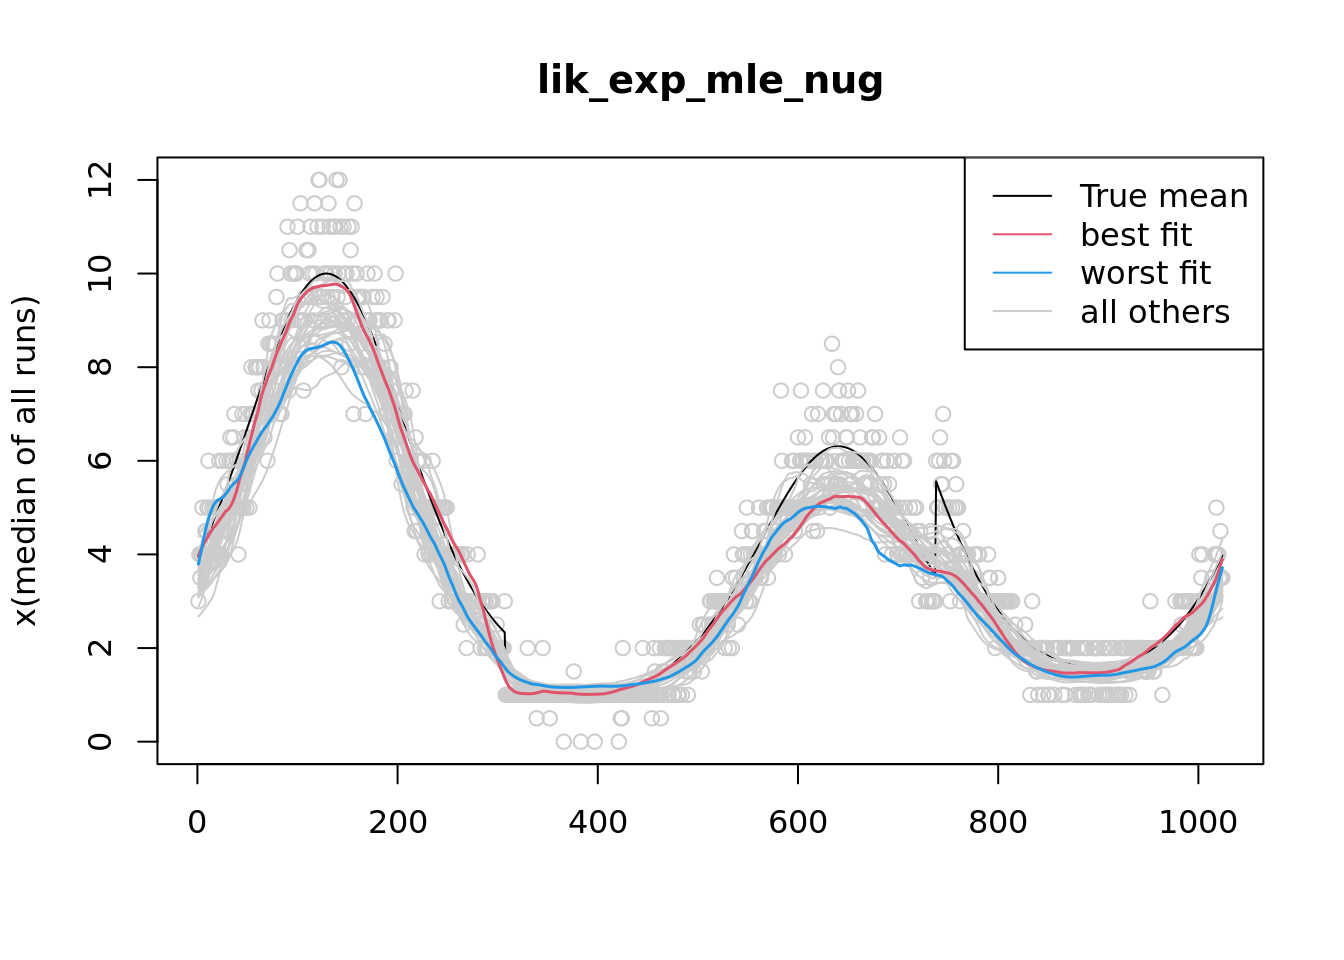 lik_exp_mle_nug
x(median of all runs)
12
10
8
6
4
2
0
True mean
best fit
worst fit
all others
0 200 400 600 800 1000